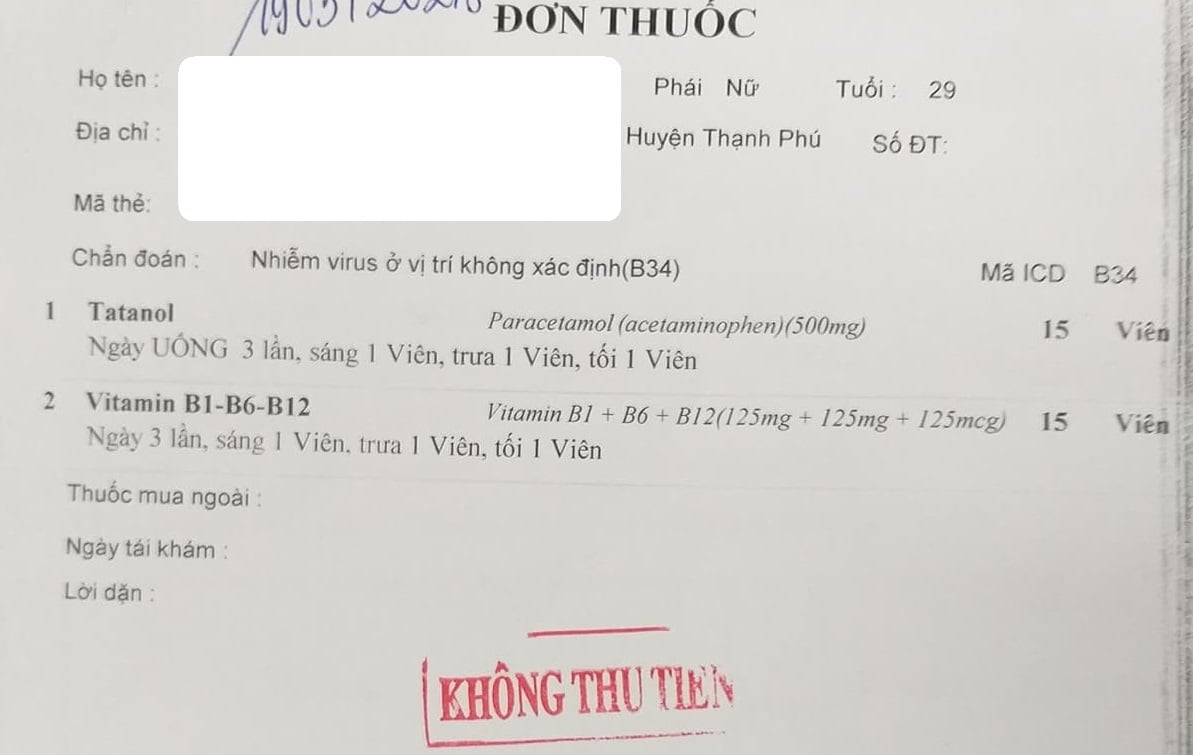 ĐƠN THUỐC
Họ tên : Phái Nữ Tuổi : 29
Địa chỉ : Huyện Thạnh Phú Số ĐT:
Mã thẻ:
Chẩn đoán : Nhiễm virus ở vị trí không xác định(B34) Mã ICD B34
1 Tatanol Paracetamol (acetaminophen)(500mg) 15 Viên
Ngày UỐNG 3 lần, sáng 1 Viên, trưa 1 Viên, tối 1 Viên
2 Vitamin B1-B6-B12 Vitamin B1 + B6 + B12(125mg + 125mg + 125mcg) 15 Viên
Ngày 3 lần, sáng 1 Viên, trưa 1 Viên, tối 1 Viên
Thuốc mua ngoài :
Ngày tái khám :
Lời dặn :
KHÔNG THU TIỀN